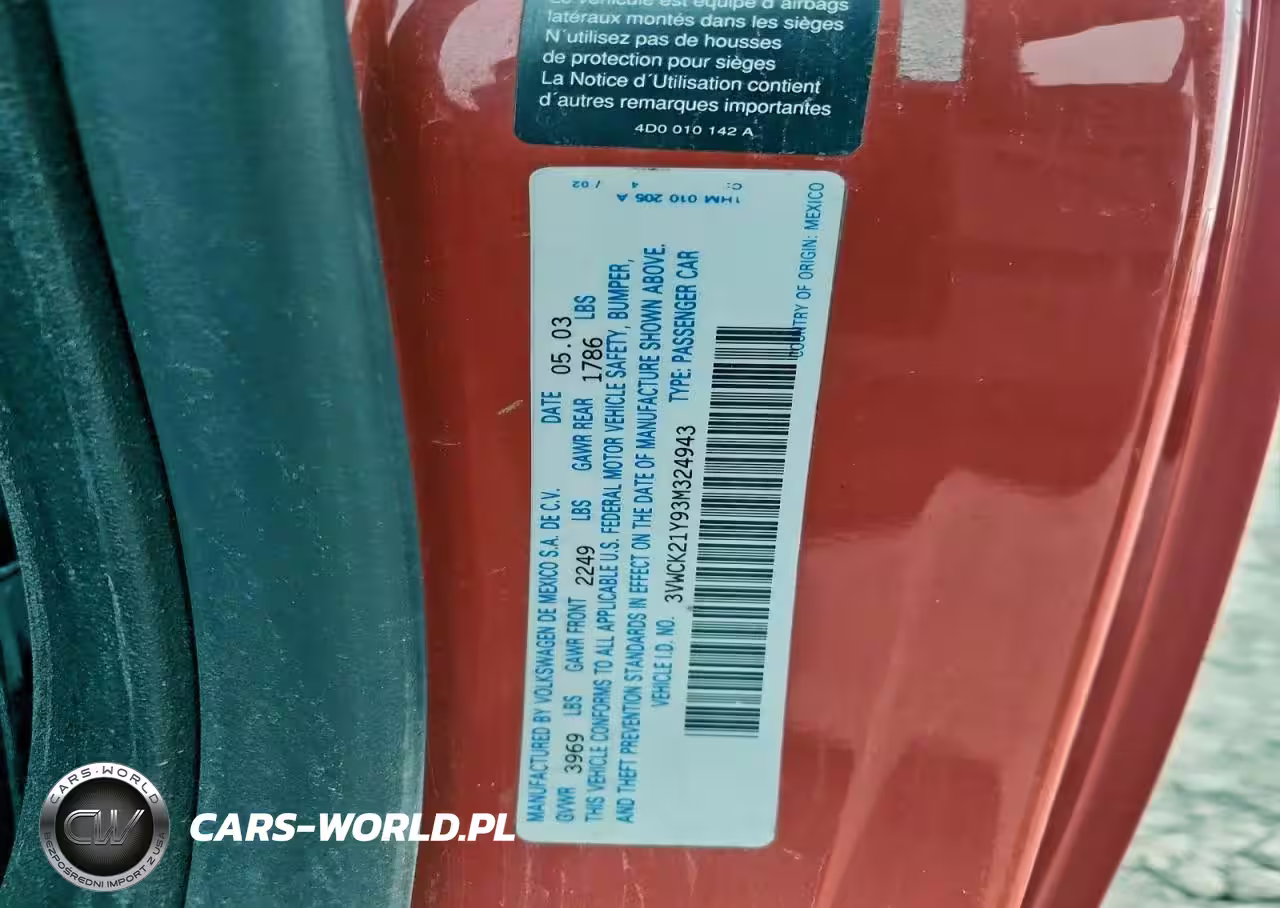 Le véhicule est équipé d'airbags
latéraux montés dans les sièges
N'utilisez pas de housses
de protection pour sièges
La Notice d'Utilisation contient
d'autres remarques importantes
4D0 010 142 A
1HM 010 205 A C:
4 / 02
MANUFACTURED BY VOLKSWAGEN DE MEXICO S.A. DE C.V. DATE 05.03
GVWR 3969 LBS GAWR FRONT 2249 LBS GAWR REAR 1786 LBS
THIS VEHICLE CONFORMS TO ALL APPLICABLE U.S. FEDERAL MOTOR VEHICLE SAFETY, BUMPER,
AND THEFT PREVENTION STANDARDS IN EFFECT ON THE DATE OF MANUFACTURE SHOWN ABOVE.
VEHICLE I.D. NO. 3VWCK21Y93M324943 TYPE: PASSENGER CAR
COUNTRY OF ORIGIN: MEXICO
CARS-WORLD
CW
BEZPOŚREDNI IMPORT Z USA
CARS-WORLD.PL